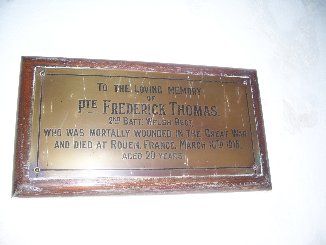 TO THE LOVING MEMORY
OF
PTE FREDERICK THOMAS
2ND BATT. WELSH REGT.
WHO WAS MORTALLY WOUNDED IN THE GREAT WAR
AND DIED AT ROUEN, FRANCE, MARCH 1918,
AGED 20 YEARS.